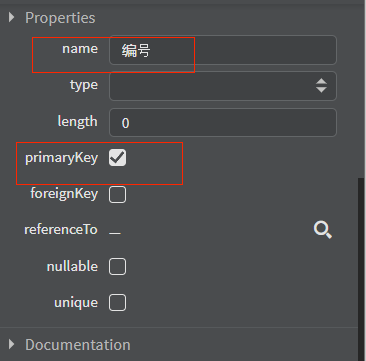 Properties
name 编号
type
length 0
primaryKey
foreignKey
referenceTo —
nullable
unique
Documentation